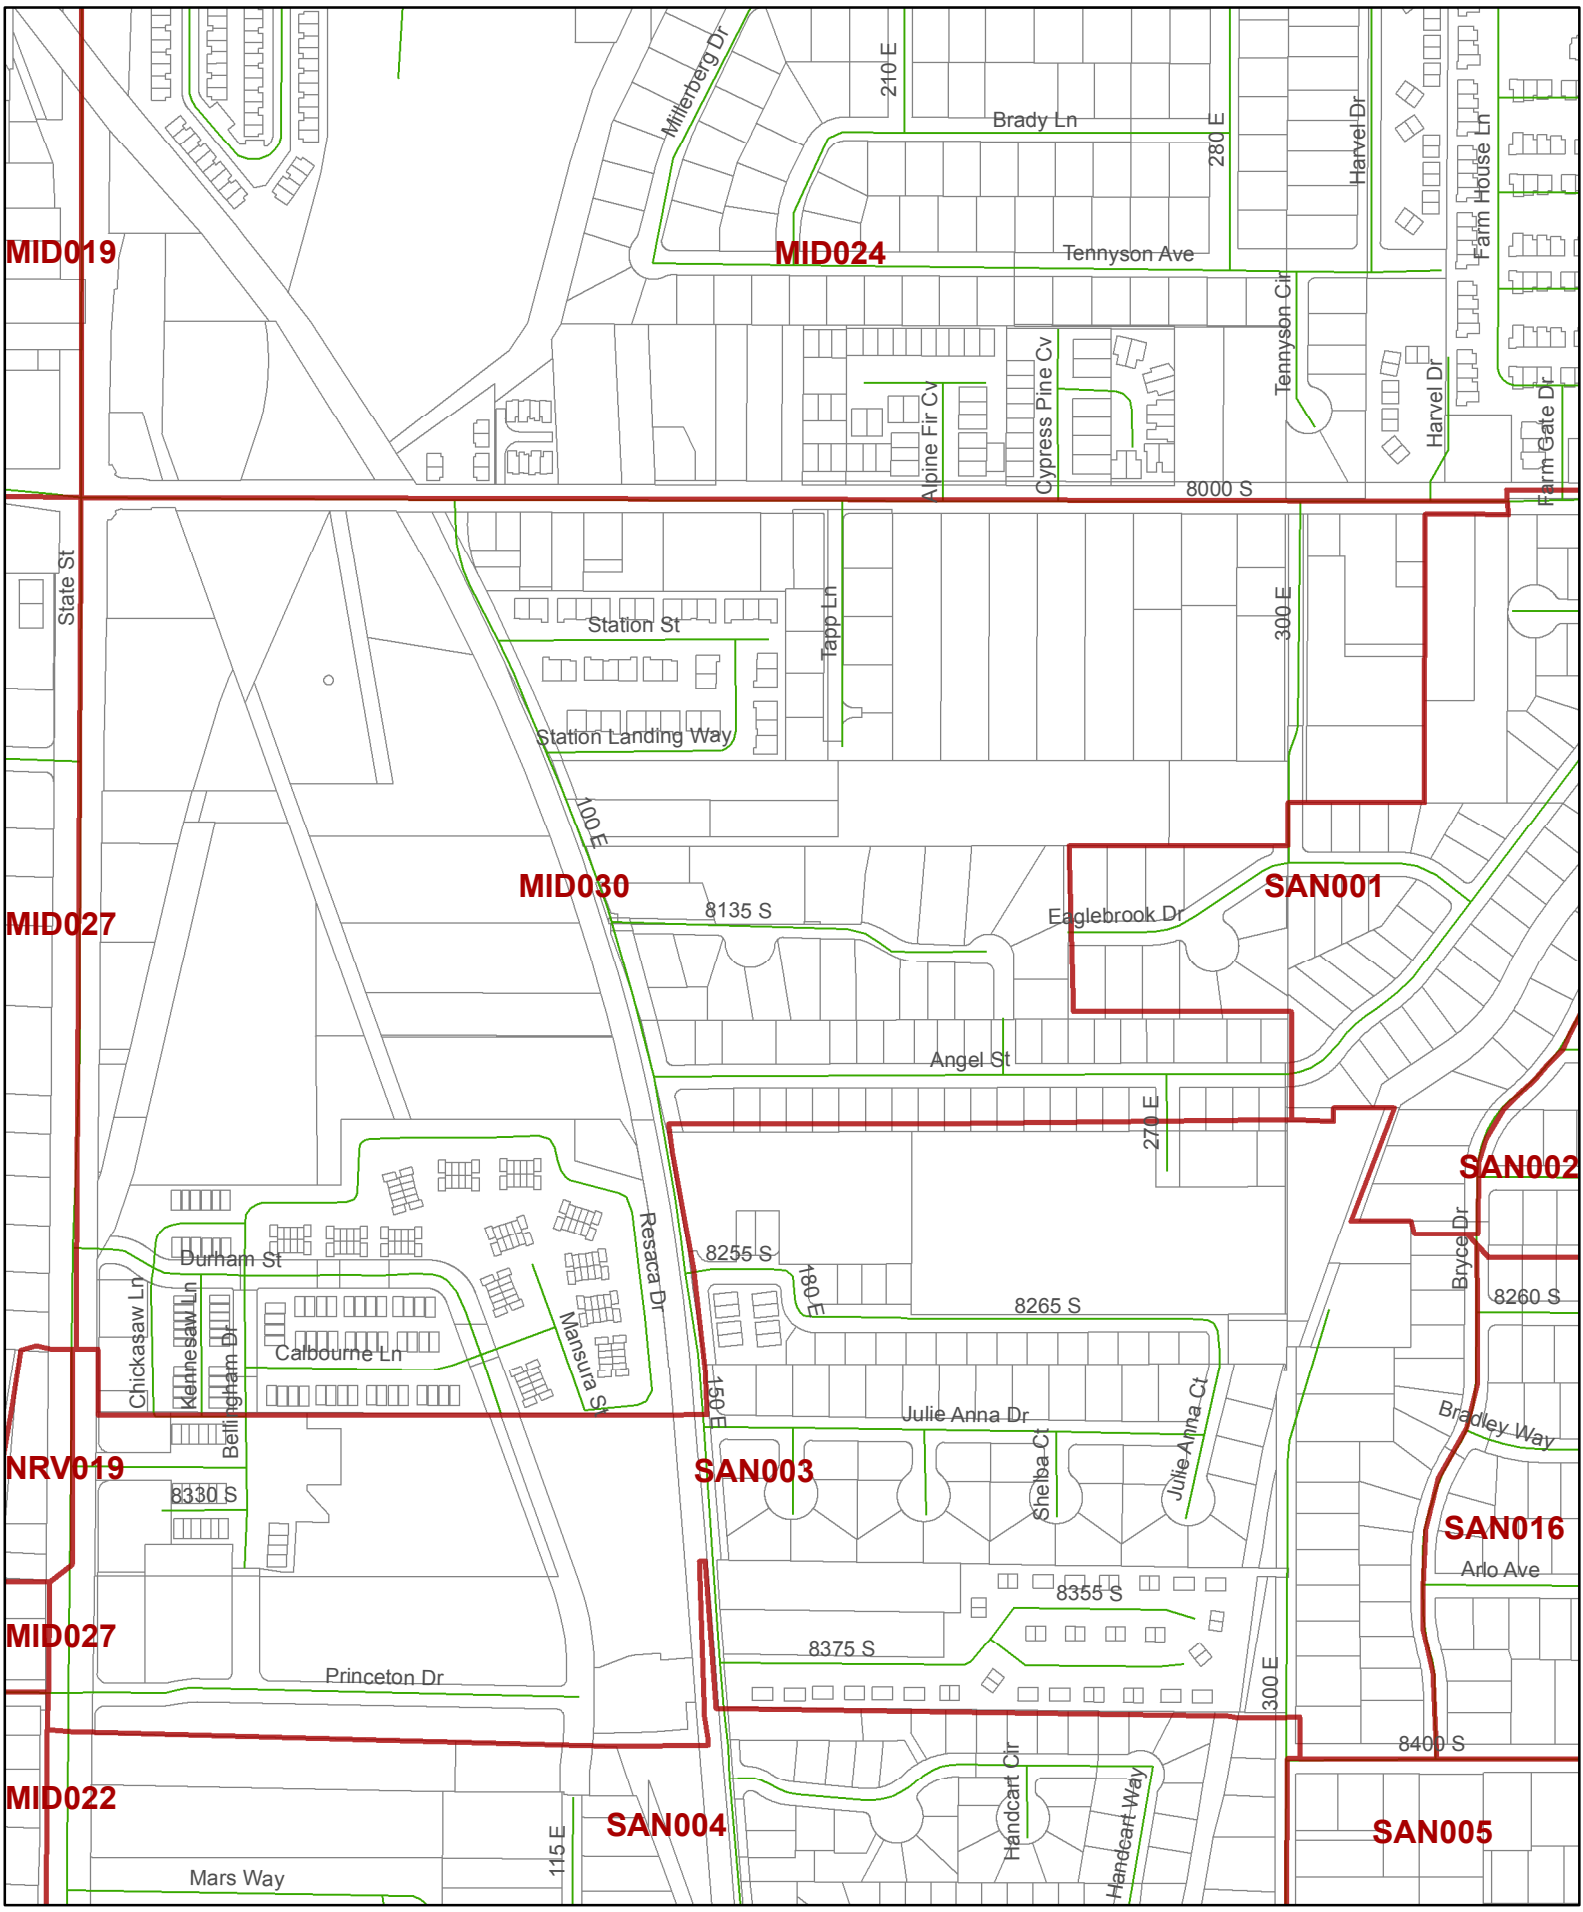 Millerberg Dr
210 E
Brady Ln
280 E
Harvel Dr
Farm House Ln
MID019
MID024
Tennyson Ave
Tennyson Cir
Alpine Fir Cv
Cypress Pine Cv
Harvel Dr
Farm Gate Dr
8000 S
State St
Station St
Tapp Ln
300 E
Station Landing Way
100 E
MID030
SAN001
MID027
8135 S
Eaglebrook Dr
Angel St
270 E
SAN002
Resaca Dr
8255 S
Bryce Dr
Durham St
180 E
8265 S
8260 S
Chickasaw Ln
Kennesaw Ln
Bellingham Dr
Calbourne Ln
Mansura St
150 E
Julie Anna Dr
Julie Anna Ct
Shelba Ct
Bradley Way
NRV019
SAN003
8330 S
SAN016
Arlo Ave
8355 S
MID027
8375 S
Princeton Dr
300 E
8400 S
Handcart Cir
Handcart Way
MID022
SAN004
SAN005
115 E
Mars Way